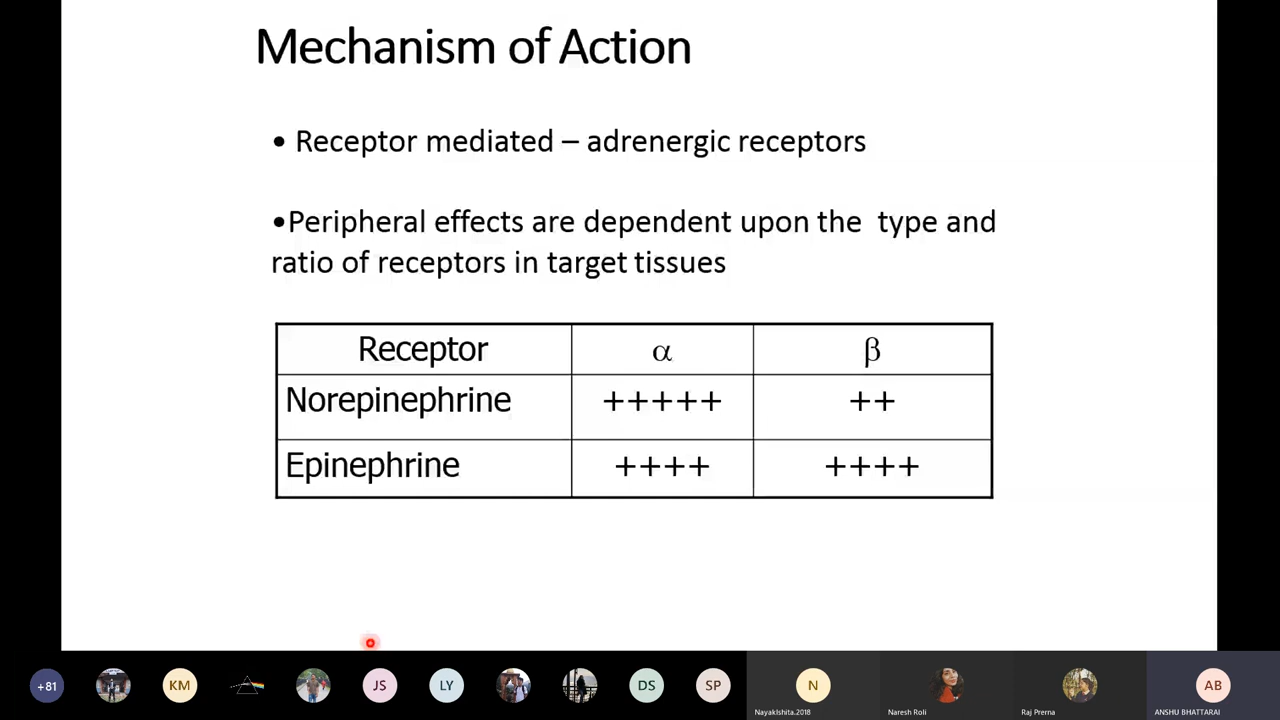 Mechanism of Action
• Receptor mediated – adrenergic receptors
•Peripheral effects are dependent upon the type and
ratio of receptors in target tissues
Receptor α β
Norepinephrine +++++ ++
Epinephrine ++++ ++++
+81 KM JS LY DS SP N AB
NayakIshita.2018 Naresh Roli Raj Prerna ANSHU BHATTARAI